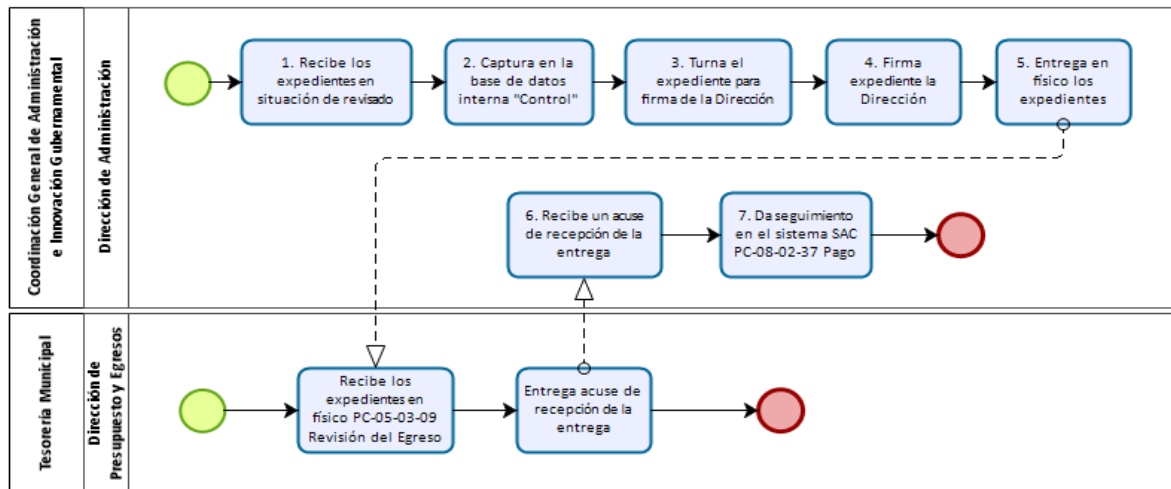 Coordinación General de Administración
e Innovación Gubernamental
Dirección de Administración
1. Recibe los
expedientes en
situación de revisado
2. Captura en la
base de datos
interna "Control"
3. Turna el
expediente para
firma de la Dirección
4. Firma
expediente la
Dirección
5. Entrega en
físico los
expedientes
6. Recibe un acuse
de recepción de la
entrega
7. Da seguimiento
en el sistema SAC
PC-08-02-37 Pago
Tesorería Municipal
Dirección de
Presupuesto y Egresos
Recibe los
expedientes en
físico PC-05-03-09
Revisión del Egreso
Entrega acuse de
recepción de la
entrega